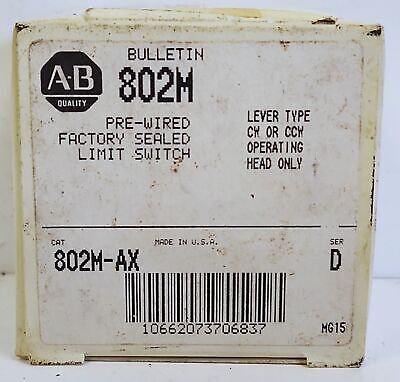 BULLETIN
A-B
QUALITY
802M
PRE-WIRED
FACTORY SEALED
LIMIT SWITCH
LEVER TYPE
CW OR CCW
OPERATING
HEAD ONLY
CAT
MADE IN U.S.A.
SER
802M-AX
D
10662073706837
MG15